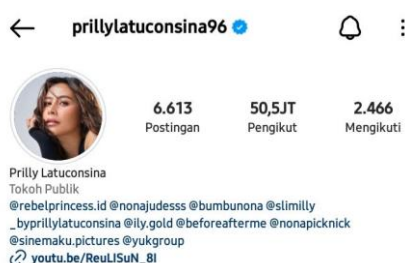 prillylatuconsina96
6.613 50,5JT 2.466
Postingan Pengikut Mengikuti
Prilly Latuconsina
Tokoh Publik
@rebelprincess.id @nonajudesss @bumbunona @slimilly
_byprillylatuconsina @ily.gold @beforeafterme @nonapicknick
@sinemaku.pictures @yukgroup
youtu.be/ReuLISuN_8I